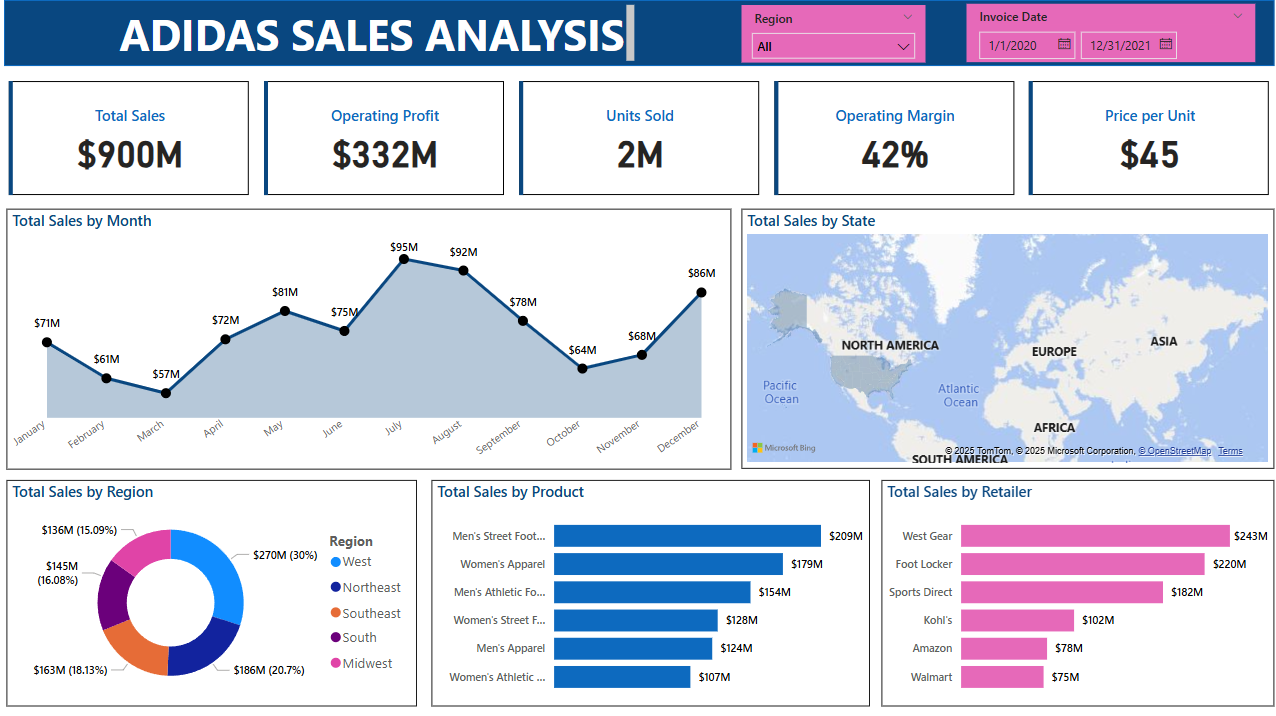 ADIDAS SALES ANALYSIS
Region
All
Invoice Date
1/1/2020
12/31/2021
Total Sales
$900M
Operating Profit
$332M
Units Sold
2M
Operating Margin
42%
Price per Unit
$45
Total Sales by Month
$71M
$61M
$57M
$72M
$81M
$75M
$95M
$92M
$78M
$64M
$68M
$86M
January
February
March
April
May
June
July
August
September
October
November
December
Total Sales by State
NORTH AMERICA
EUROPE
ASIA
Pacific
Ocean
Atlantic
Ocean
AFRICA
SOUTH AMERICA
Microsoft Bing
© 2025 TomTom, © 2025 Microsoft Corporation, © OpenStreetMap Terms
Total Sales by Region
$136M (15.09%)
$270M (30%)
$145M
(16.08%)
$163M (18.13%)
$186M (20.7%)
Region
West
Northeast
Southeast
South
Midwest
Total Sales by Product
Men's Street Foot... $209M
Women's Apparel $179M
Men's Athletic Fo... $154M
Women's Street F... $128M
Men's Apparel $124M
Women's Athletic ... $107M
Total Sales by Retailer
West Gear $243M
Foot Locker $220M
Sports Direct $182M
Kohl's $102M
Amazon $78M
Walmart $75M